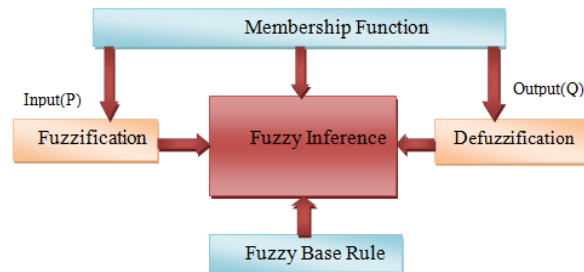 Membership Function
Input(P)
Output(Q)
Fuzzification
Fuzzy Inference
Defuzzification
Fuzzy Base Rule